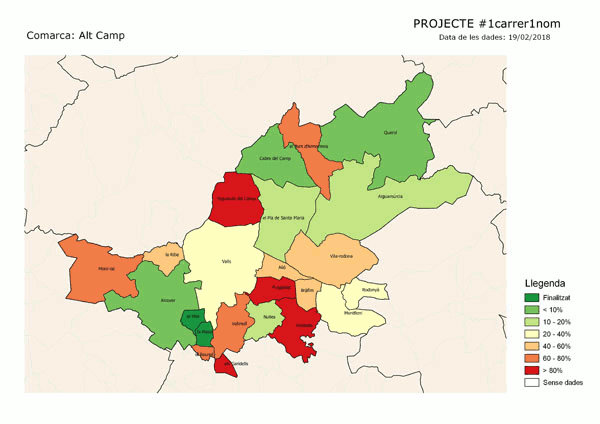 PROJECTE #1carrer1nom
Comarca: Alt Camp
Data de les dades: 19/02/2018
Querol
el Pont d'Armentera
Cabra del Camp
Aiguamúrcia
Figuerola del Camp
el Pla de Santa Maria
Vila-rodona
la Riba
Mont-ral
Valls
Alió
Rodonyà
Puigpelat
Bràfim
Alcover
Montferri
Nulles
Vallmoll
Vilabella
el Milà
la Masó
el Rourell
els Garidells
Llegenda
Finalitzat
< 10%
10 - 20%
20 - 40%
40 - 60%
60 - 80%
> 80%
Sense dades